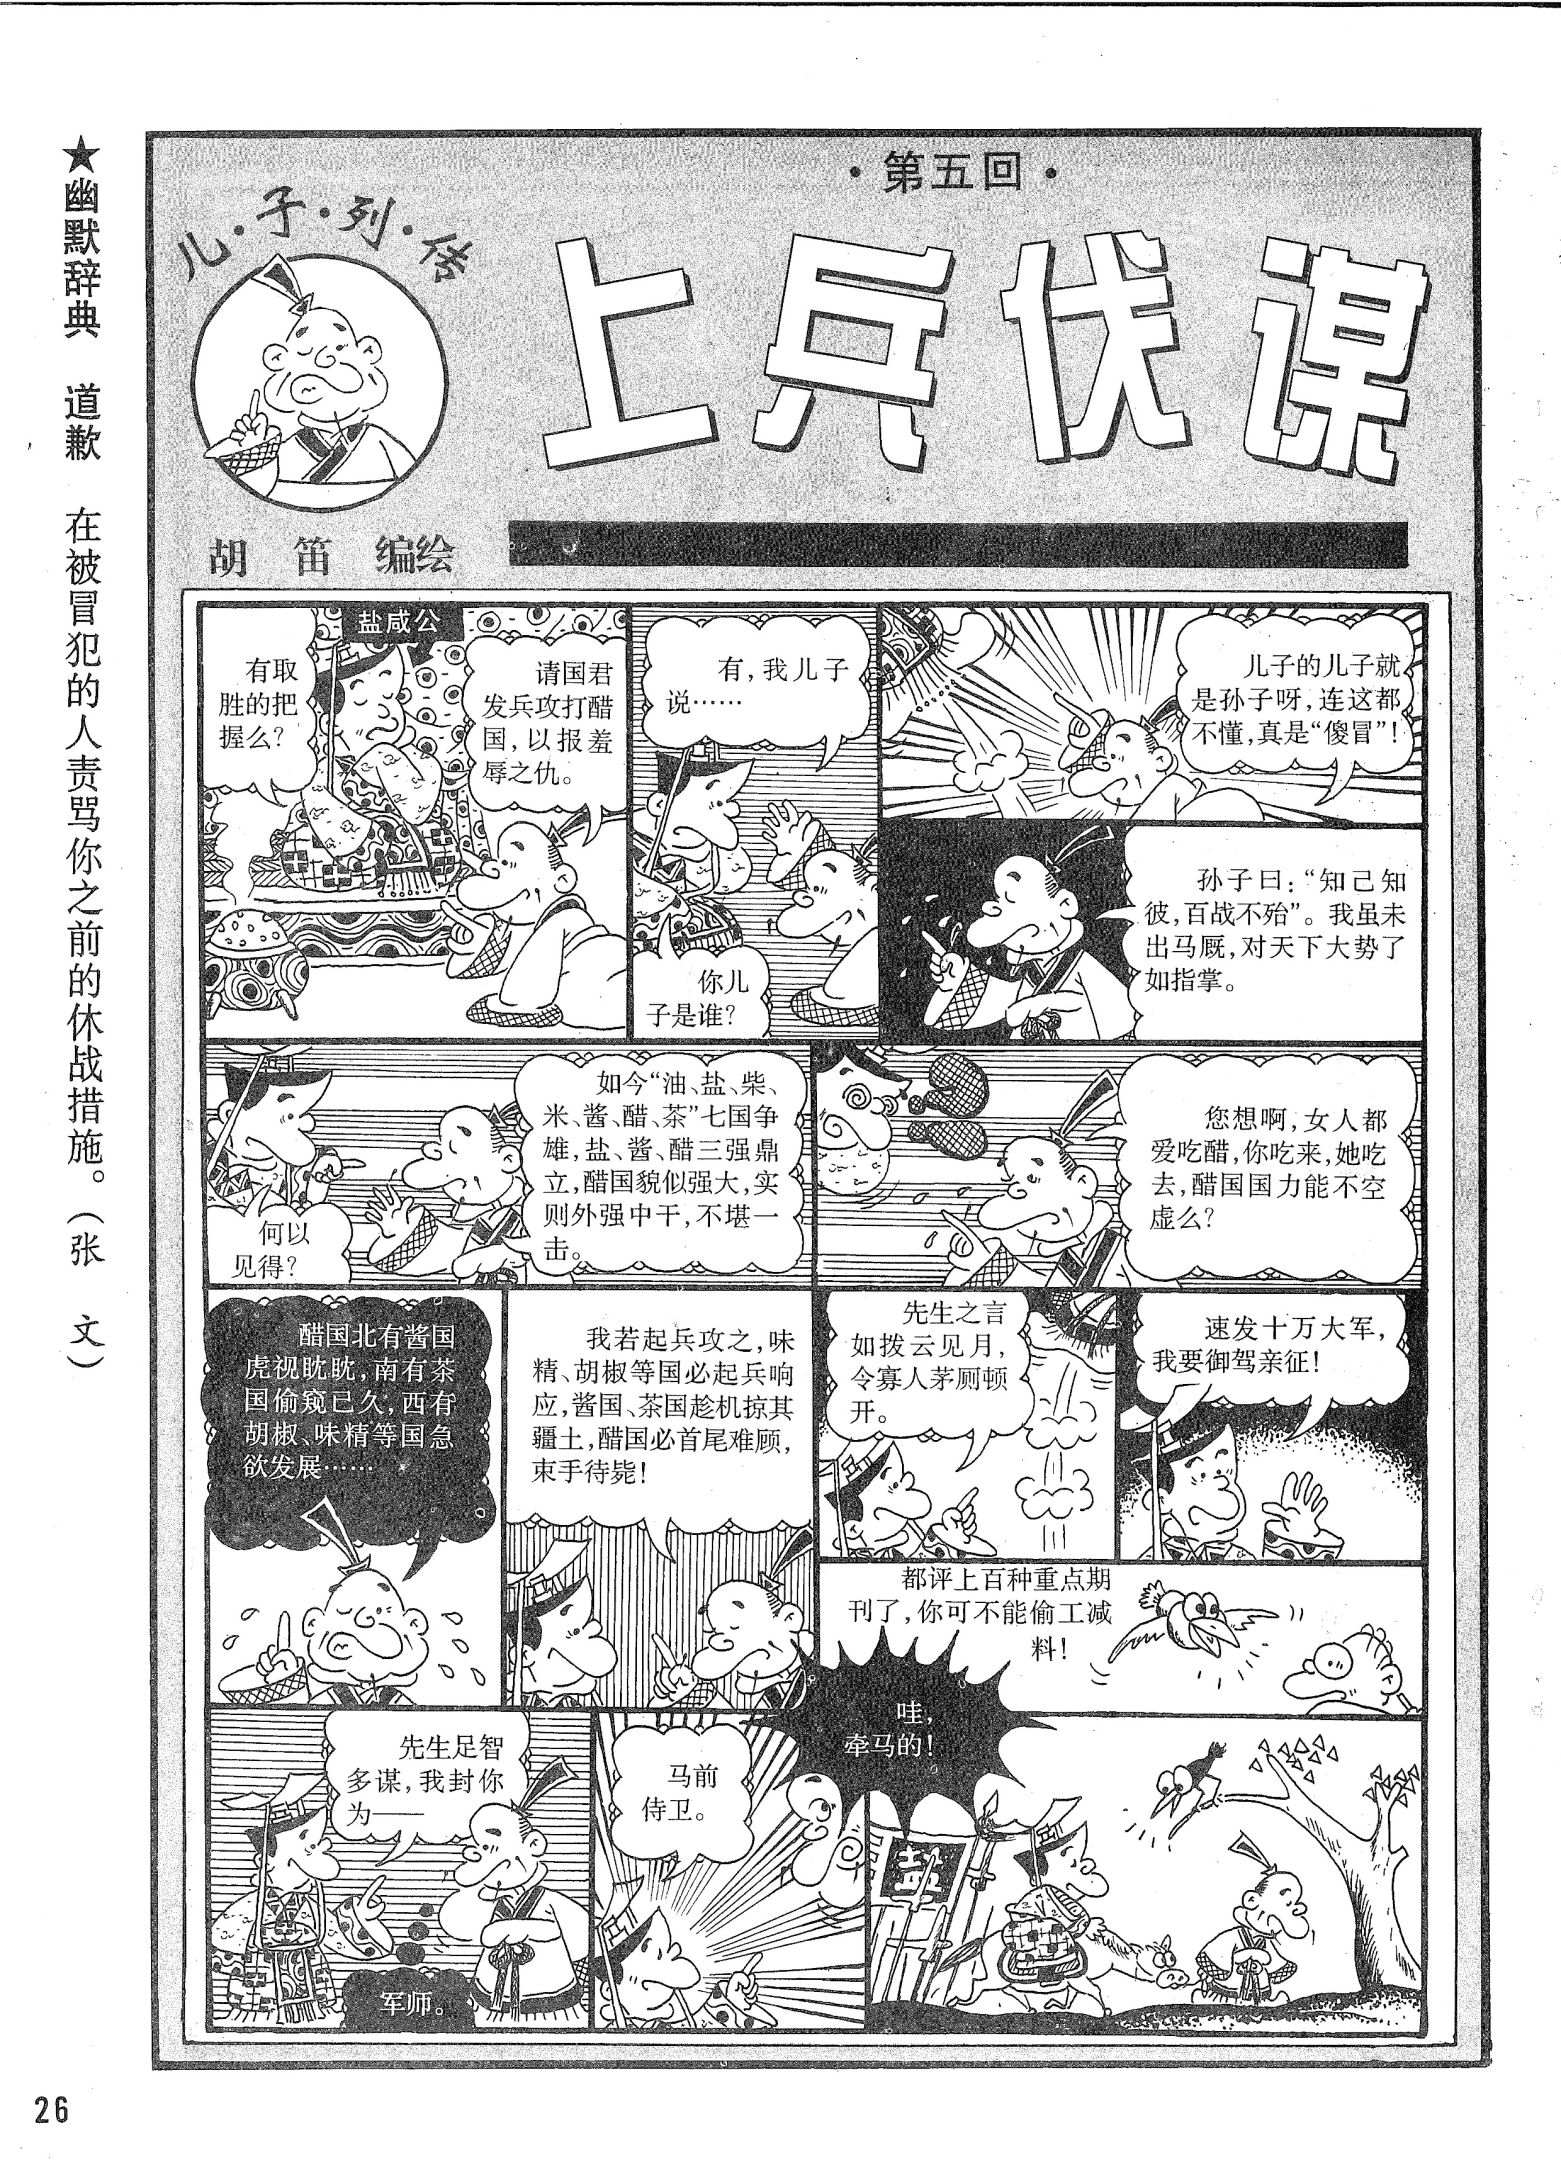 ★幽默辞典 道歉 在被冒犯的人责骂你之前的休战措施。（张 文）
·第五回·
儿·子·列·传
上兵伐谋
胡 笛 编绘
盐咸公
请国君
发兵攻打醋
国，以报羞
辱之仇。
有取
胜的把
握么？
有，我儿子
说……
你儿
子是谁？
儿子的儿子就
是孙子呀，连这都
不懂，真是“傻冒”！
孙子曰：“知己知
彼，百战不殆”。我虽未
出马厩，对天下大势了
如指掌。
如今“油、盐、柴、
米、酱、醋、茶”七国争
雄，盐、酱、醋三强鼎
立，醋国貌似强大，实
则外强中干，不堪一
击。
何以
见得？
您想啊，女人都
爱吃醋，你吃来，她吃
去，醋国国力能不空
虚么？
醋国北有酱国
虎视眈眈，南有茶
国偷窥已久，西有
胡椒、味精等国急
欲发展……
我若起兵攻之，味
精、胡椒等国必起兵响
应，酱国、茶国趁机掠其
疆土，醋国必首尾难顾，
束手待毙！
先生之言
如拨云见月，
令寡人茅厕顿
开。
速发十万大军，
我要御驾亲征！
都评上百种重点期
刊了，你可不能偷工减
料！
先生足智
多谋，我封你
为——
军师。
马前
侍卫。
哇，
牵马的！
盐
26